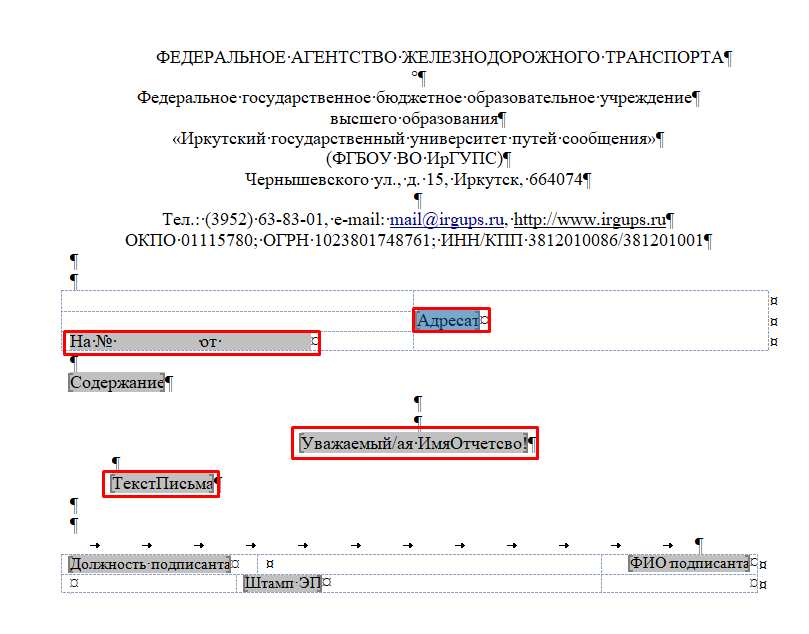 ФЕДЕРАЛЬНОЕ АГЕНТСТВО ЖЕЛЕЗНОДОРОЖНОГО ТРАНСПОРТА
Федеральное государственное бюджетное образовательное учреждение
высшего образования
«Иркутский государственный университет путей сообщения»
(ФГБОУ ВО ИрГУПС)
Чернышевского ул., д. 15, Иркутск, 664074
Тел.: (3952) 63-83-01, e-mail: mail@irgups.ru, http://www.irgups.ru
ОКПО 01115780; ОГРН 1023801748761; ИНН/КПП 3812010086/381201001
Адресат
На № от
Содержание
Уважаемый/ая ИмяОтчетсво!
ТекстПисьма
Должность подписанта ФИО подписанта
Штамп ЭП